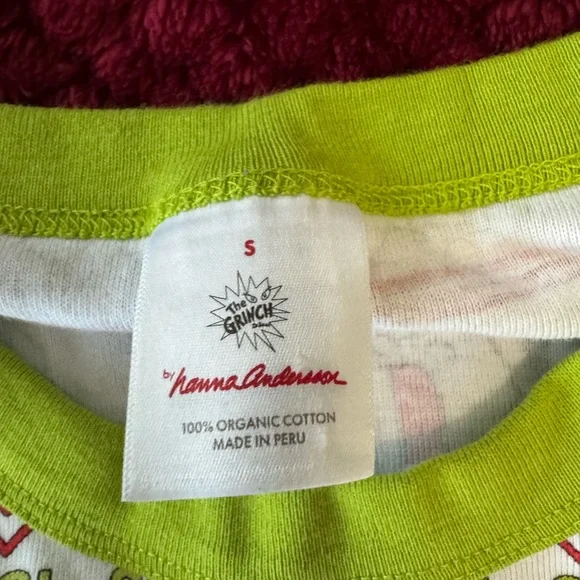 S
The
GRINCH
by hanna andersson
100% ORGANIC COTTON
MADE IN PERU